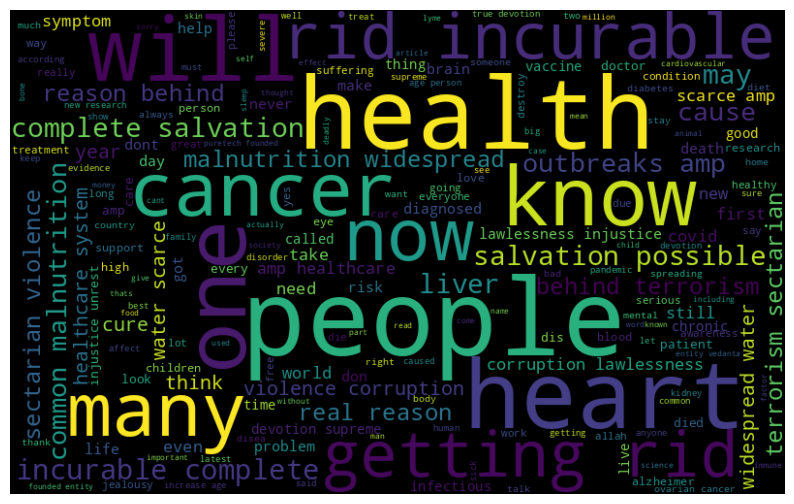 symptom
much
skin
well
lyme
true devotion
two
million
will
rid incurable
way
help
please
sorry
severe
treat
self
article
effect
someone
cardiovascular
must
according
really
thing
vaccine
doctor
condition
may
reason behind
suffering
brain
supreme
age person
diabetes
diet
scarce amp
bone
new research
person
never
make
health
sleep
thought
destroy
mean
stay
cause
complete salvation
show
always
great
deadly
big
animal
good
treatment
dont
puretech founded
case
death
research
keep
evidence
year
day
malnutrition widespread
outbreaks amp
home
money
long
cant
care
yes
want
going
love
see
healthy
due
sure
cancer
know
everyone
new
first
country
amp
eye
rare
diagnosed
say
support
family
actually
called
lawlessness injustice
covid
society
now
child
devotion
high
got
every
take
salvation possible
disorder
amp healthcare
bad
pandemic
spreading
give
thats
need
risk
liver
behind terrorism
best
food
one
people
serious
including
cure
used
dis
mental
still
chronic
affect
lot
die
part
read
name
word
known
awareness
come
blood
let
patient
children
world
right
caused
entity vedanta
look
think
don
free
corruption lawlessness
factor
many
violence corruption
body
kidney
time
without
real reason
heart
common
life
even
devotion supreme
human
work
getting
anyone
died
thank
problem
man
allah
live
science
immune
incurable complete
important
disea
getting rid
alzheimer
jealousy
latest
said
infectious
sick
talk
ovarian cancer
founded entity
increase age
sectarian violence
common malnutrition
healthcare system
injustice unrest
water scarce
widespread water
terrorism sectarian